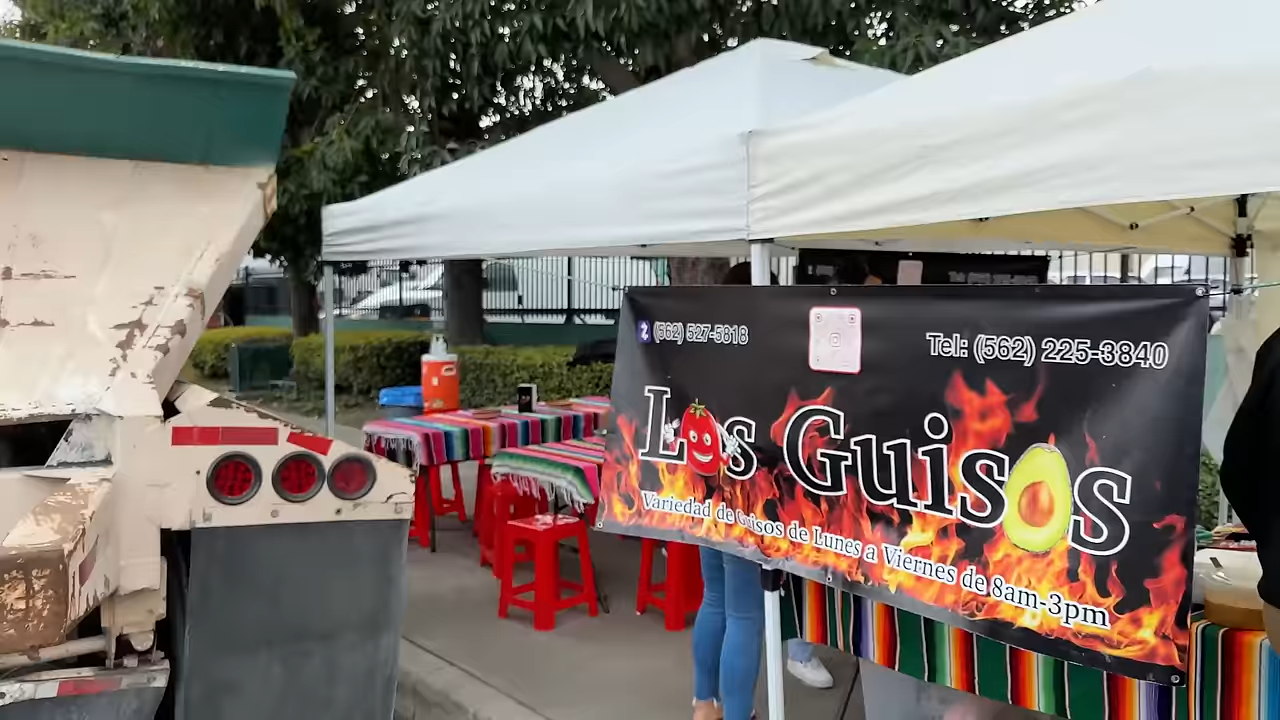 (562) 527-5818
Tel: (562) 225-3840
Los Guisos
Variedad de Guisos de Lunes a Viernes de 8am-3pm